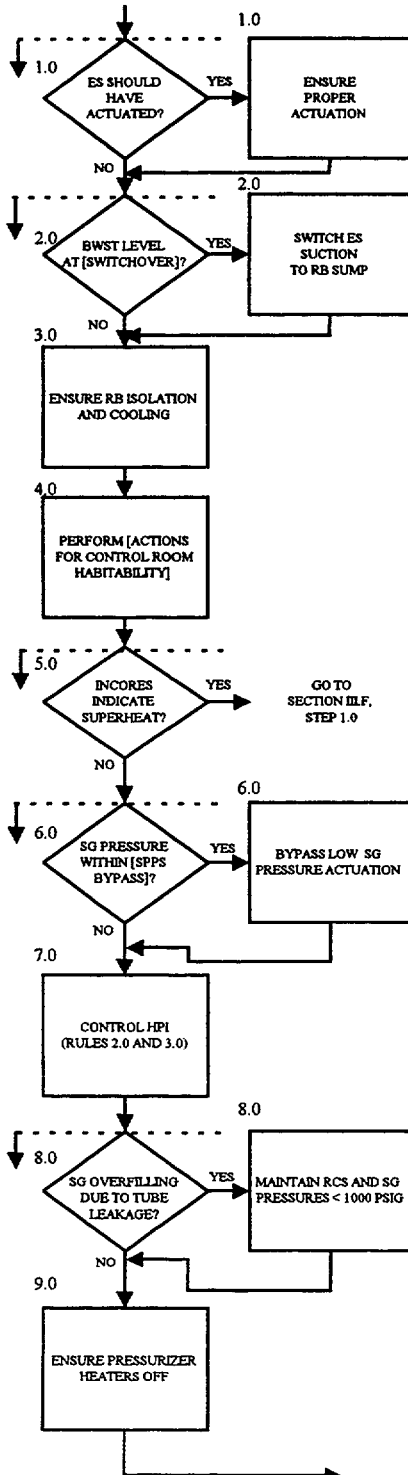 1.0
1.0
ES SHOULD
HAVE
ACTUATED?
YES
ENSURE
PROPER
ACTUATION
NO
2.0
2.0
BWST LEVEL
AT [SWITCHOVER]?
YES
SWITCH ES
SUCTION
TO RB SUMP
NO
3.0
ENSURE RB ISOLATION
AND COOLING
4.0
PERFORM [ACTIONS
FOR CONTROL ROOM
HABITABILITY]
5.0
INCORES
INDICATE
SUPERHEAT?
YES
GO TO
SECTION III.F,
STEP 1.0
NO
6.0
6.0
SG PRESSURE
WITHIN [SPPS
BYPASS]?
YES
BYPASS LOW SG
PRESSURE ACTUATION
NO
7.0
CONTROL HPI
(RULES 2.0 AND 3.0)
8.0
8.0
SG OVERFILLING
DUE TO TUBE
LEAKAGE?
YES
MAINTAIN RCS AND SG
PRESSURES < 1000 PSIG
NO
9.0
ENSURE PRESSURIZER
HEATERS OFF